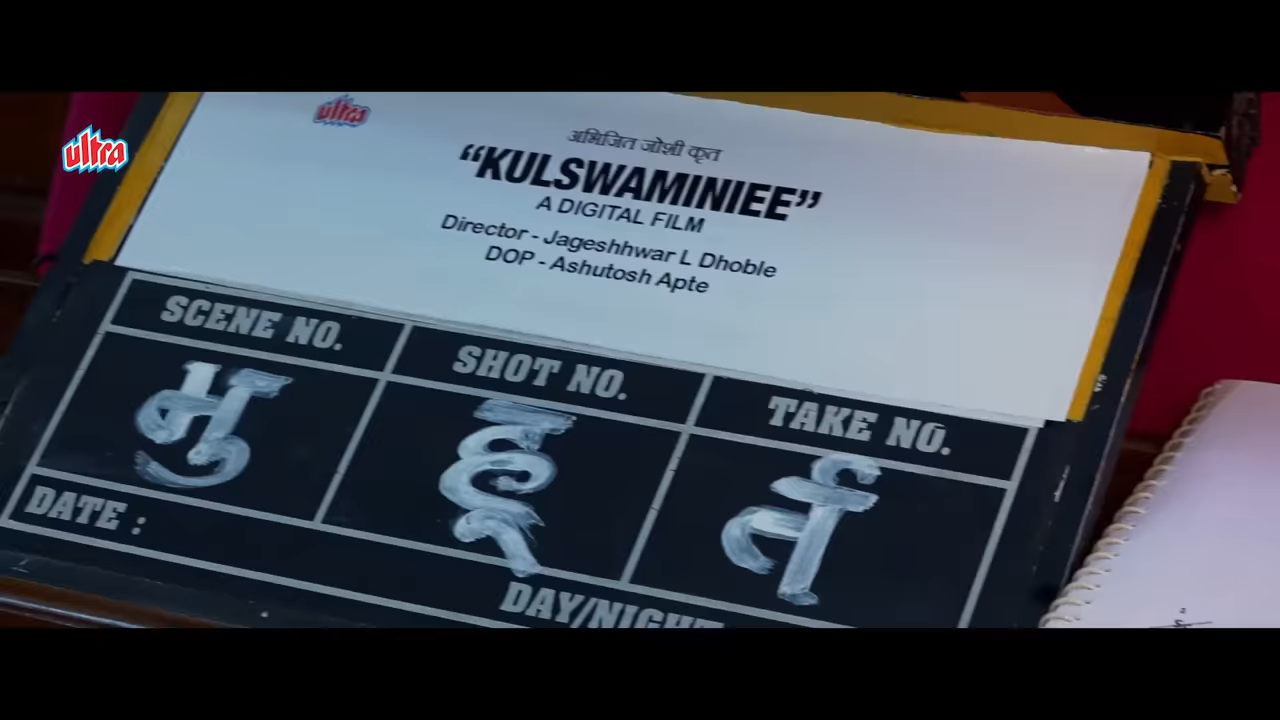 ultra
ultra
अभिजित जोशी कृत
“KULSWAMINIEE”
A DIGITAL FILM
Director - Jageshhwar L Dhoble
DOP - Ashutosh Apte
SCENE NO. SHOT NO. TAKE NO.
मु हू र्त
DATE :
DAY/NIGHT